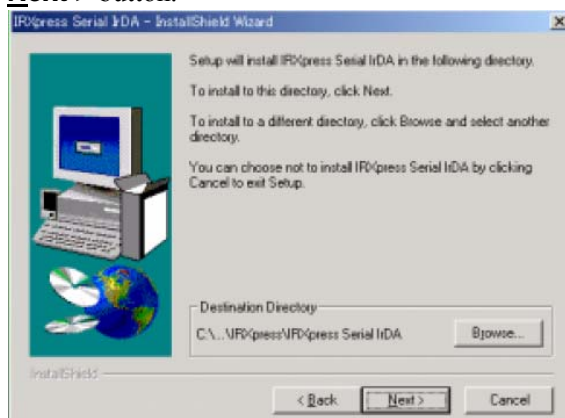 button.
IRXpress Serial IrDA - InstallShield Wizard
Setup will install IRXpress Serial IrDA in the following directory.
To install to this directory, click Next.
To install to a different directory, click Browse and select another
directory.
You can choose not to install IRXpress Serial IrDA by clicking
Cancel to exit Setup.
Destination Directory
C:\...\IRXpress\IRXpress Serial IrDA
Browse...
InstallShield
< Back
Next >
Cancel